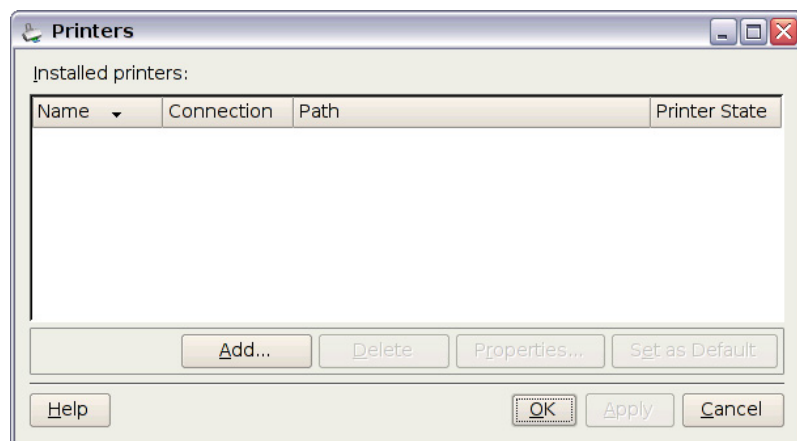 Printers
Installed printers:
Name Connection Path Printer State
Add... Delete Properties... Set as Default
Help OK Apply Cancel